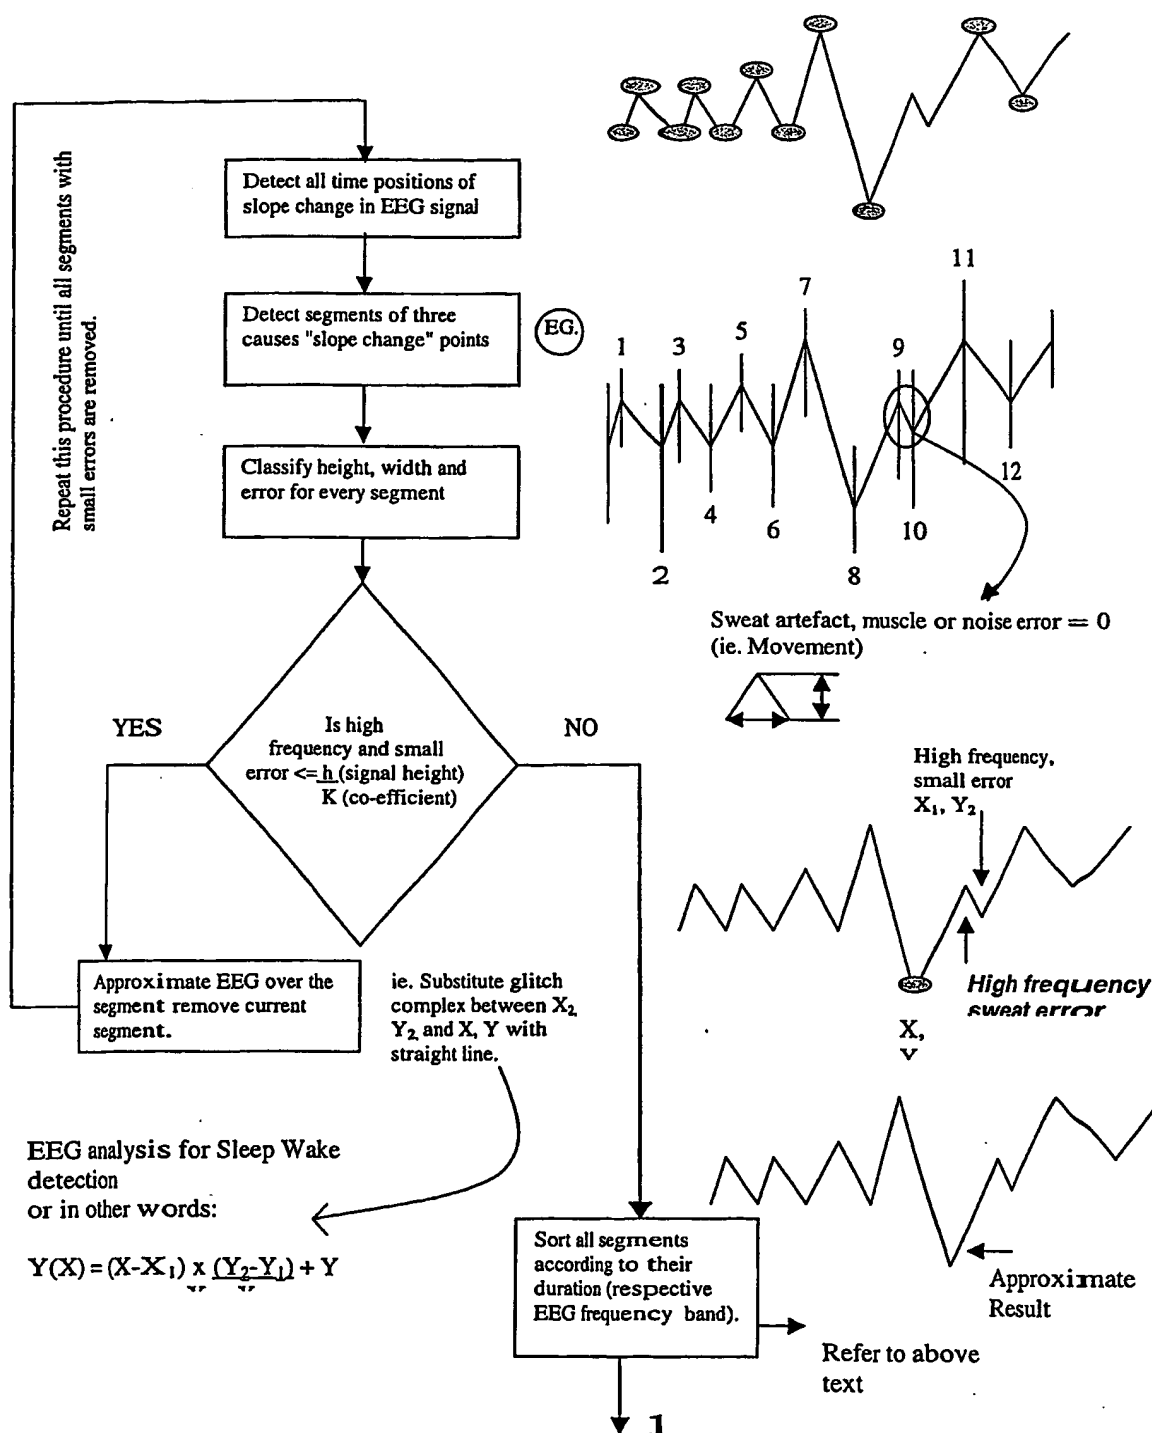 Repeat this procedure until all segments with
small errors are removed.
Detect all time positions of
slope change in EEG signal
Detect segments of three
causes "slope change" points
EG.
Classify height, width and
error for every segment
1
2
3
4
5
6
7
8
9
10
11
12
Sweat artefact, muscle or noise error = 0
(ie. Movement)
YES
Is high
frequency and small
error <= h (signal height)
K (co-efficient)
NO
High frequency,
small error
X1, Y2
High frequency
sweat error
X,
Approximate EEG over the
segment remove current
segment.
ie. Substitute glitch
complex between X2,
Y2, and X, Y with
straight line.
EEG analysis for Sleep Wake
detection
or in other words:
Y(X) = (X-X1) x (Y2-Y1) + Y
Sort all segments
according to their
duration (respective
EEG frequency band).
Approximate
Result
Refer to above
text
1